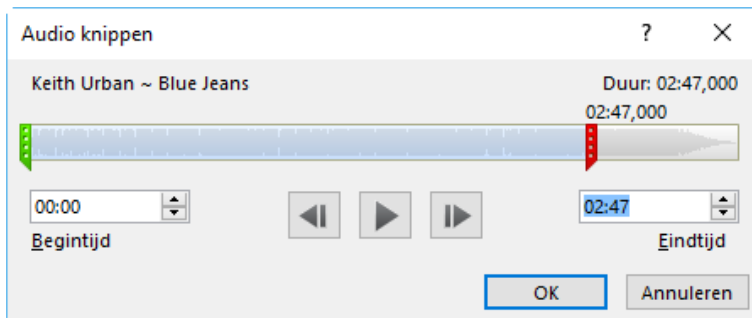 Audio knippen
Keith Urban ~ Blue Jeans
Duur: 02:47,000
02:47,000
00:00
02:47
Begintijd
Eindtijd
OK
Annuleren